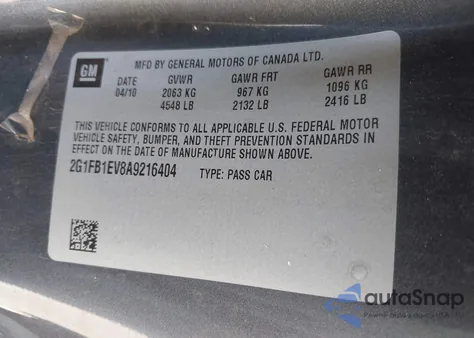 GM
MFD BY GENERAL MOTORS OF CANADA LTD.
DATE GVWR GAWR FRT GAWR RR
04/10 2063 KG 967 KG 1096 KG
4548 LB 2132 LB 2416 LB
THIS VEHICLE CONFORMS TO ALL APPLICABLE U.S. FEDERAL MOTOR
VEHICLE SAFETY, BUMPER, AND THEFT PREVENTION STANDARDS IN
EFFECT ON THE DATE OF MANUFACTURE SHOWN ABOVE.
2G1FB1EV8A9216404 TYPE: PASS CAR
autoSnap